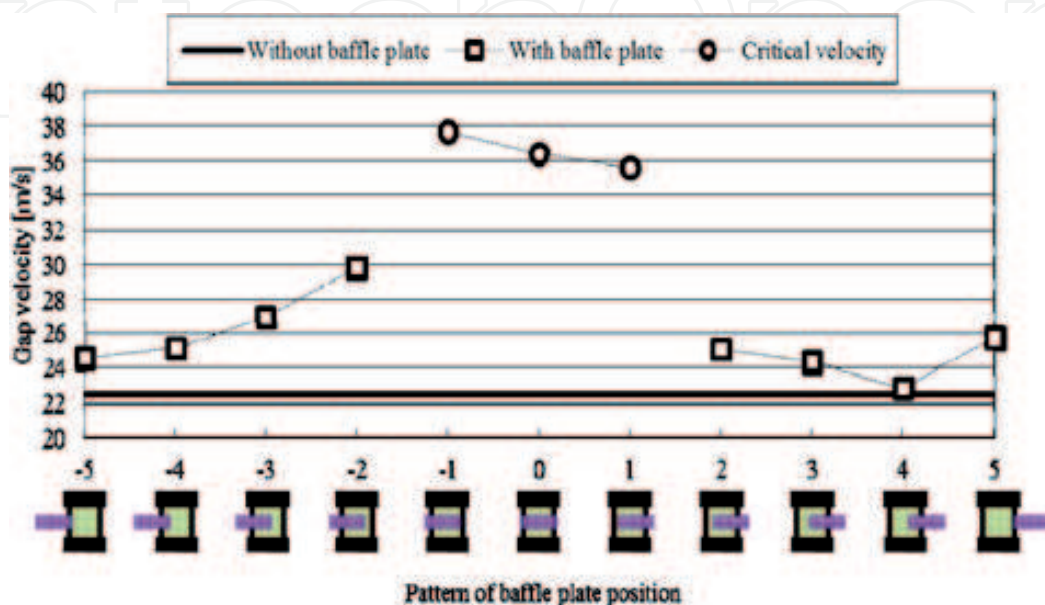 Without baffle plate With baffle plate Critical velocity
40
38
36
34
32
30
28
26
24
22
20
Gap velocity [m/s]
-5 -4 -3 -2 -1 0 1 2 3 4 5
Pattern of baffle plate position